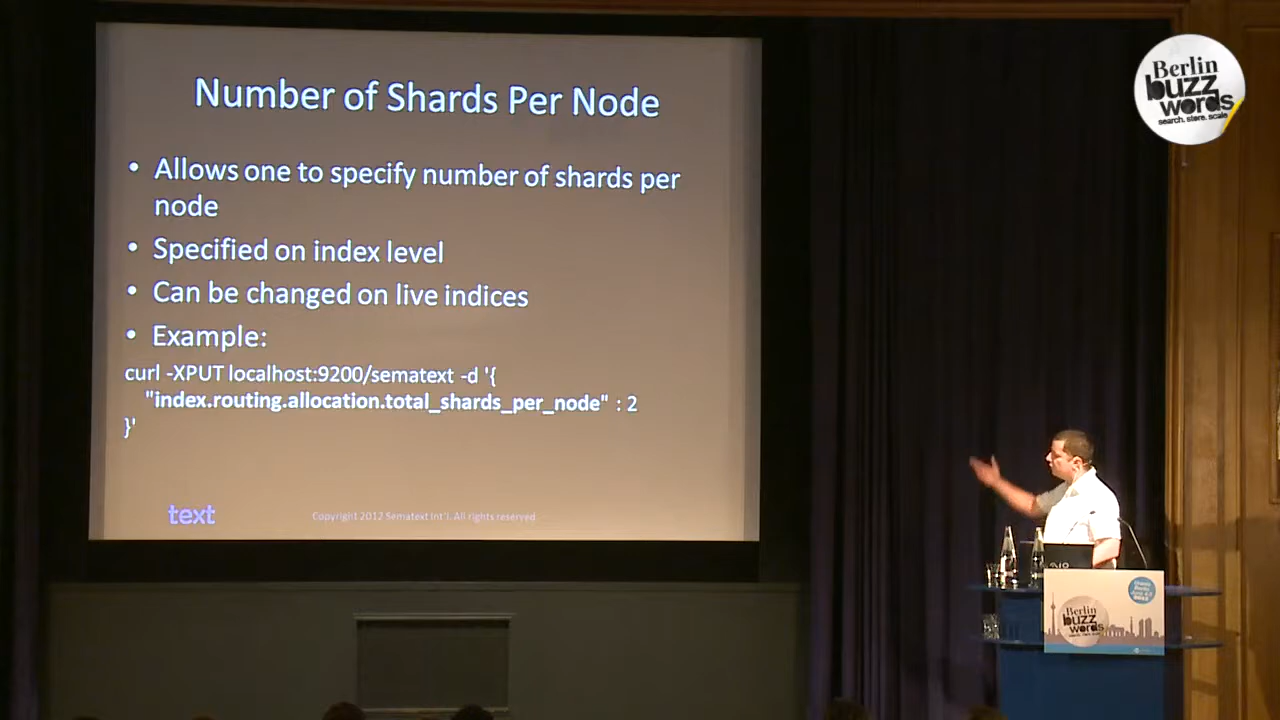 Number of Shards Per Node
• Allows one to specify number of shards per
node
• Specified on index level
• Can be changed on live indices
• Example:
curl -XPUT localhost:9200/sematext -d '{
"index.routing.allocation.total_shards_per_node" : 2
}'
text
Copyright 2012 Sematext Int'l. All rights reserved.
Berlin
buzz
words
search. store. scale.
Berlin
buzz
words